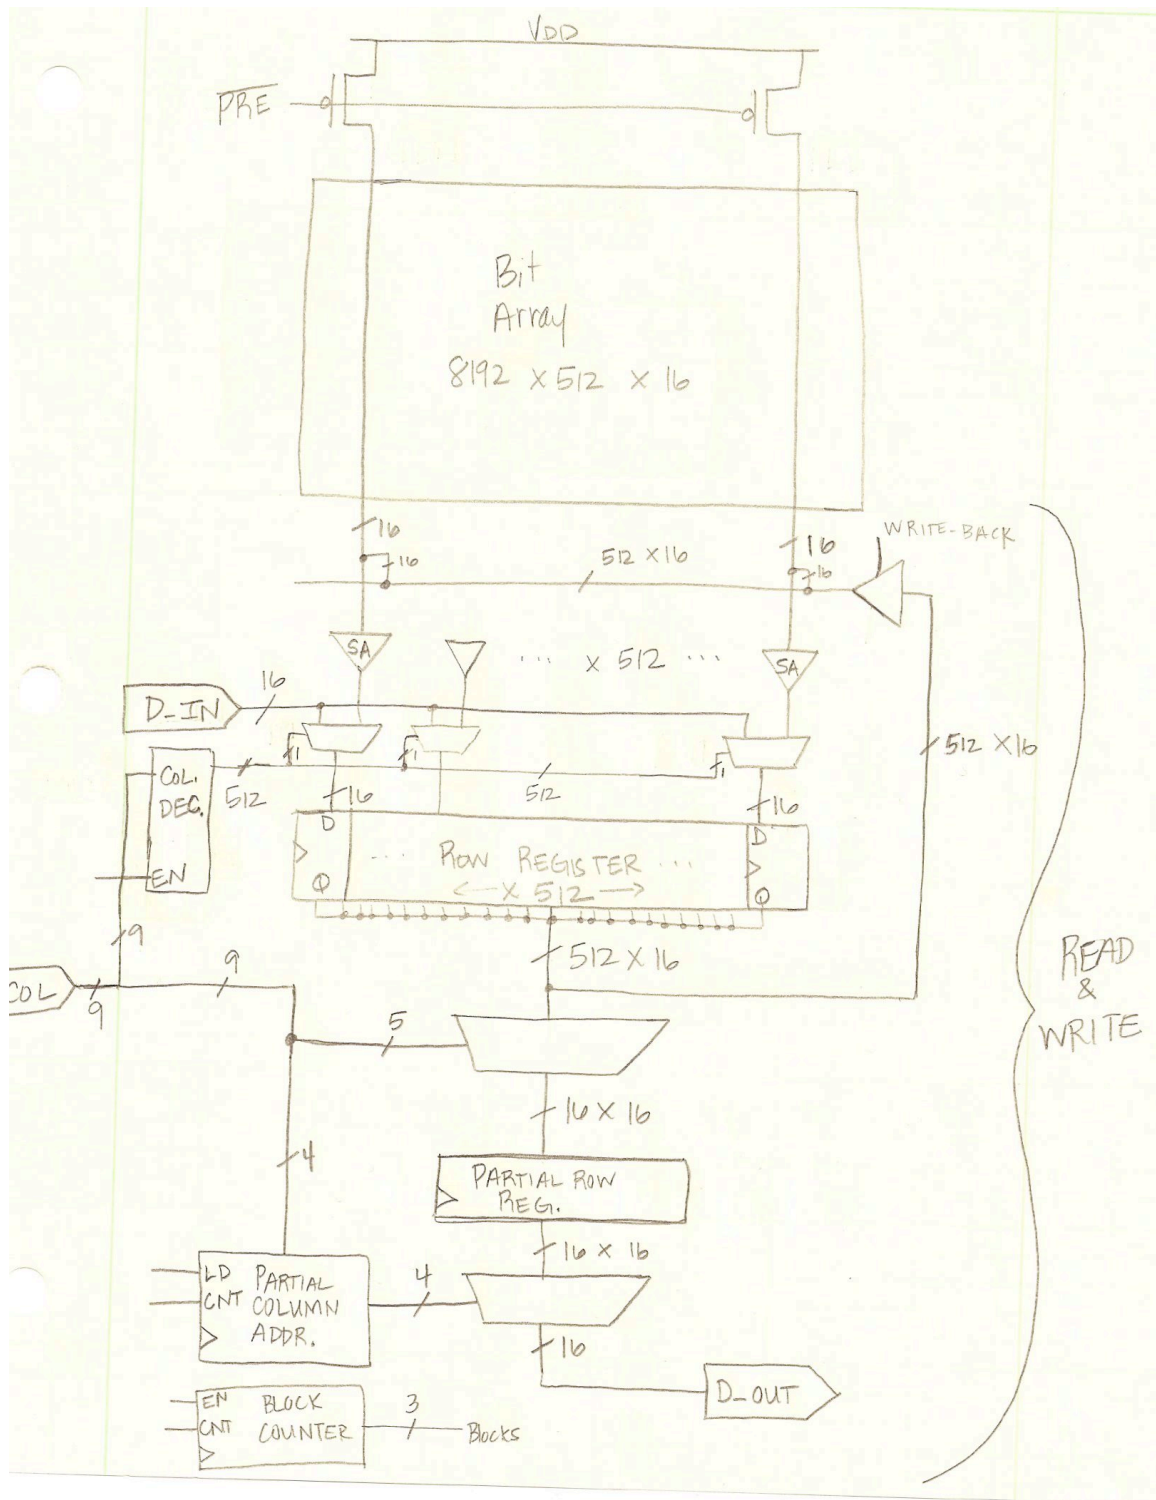 VDD
PRE
Bit
Array
8192 x 512 x 16
16
16
16
16
512 x 16
WRITE-BACK
SA
... x 512 ...
SA
D_IN
16
1
1
1
COL.
DEC.
EN
512
512
16
16
512 x 16
D
D
... ROW REGISTER ...
<- x 512 ->
Q
Q
9
COL
9
9
512 x 16
5
16 x 16
4
PARTIAL ROW
REG.
16 x 16
LD
CNT
PARTIAL
COLUMN
ADDR.
4
16
D_OUT
EN
CNT
BLOCK
COUNTER
3
Blocks
READ
&
WRITE